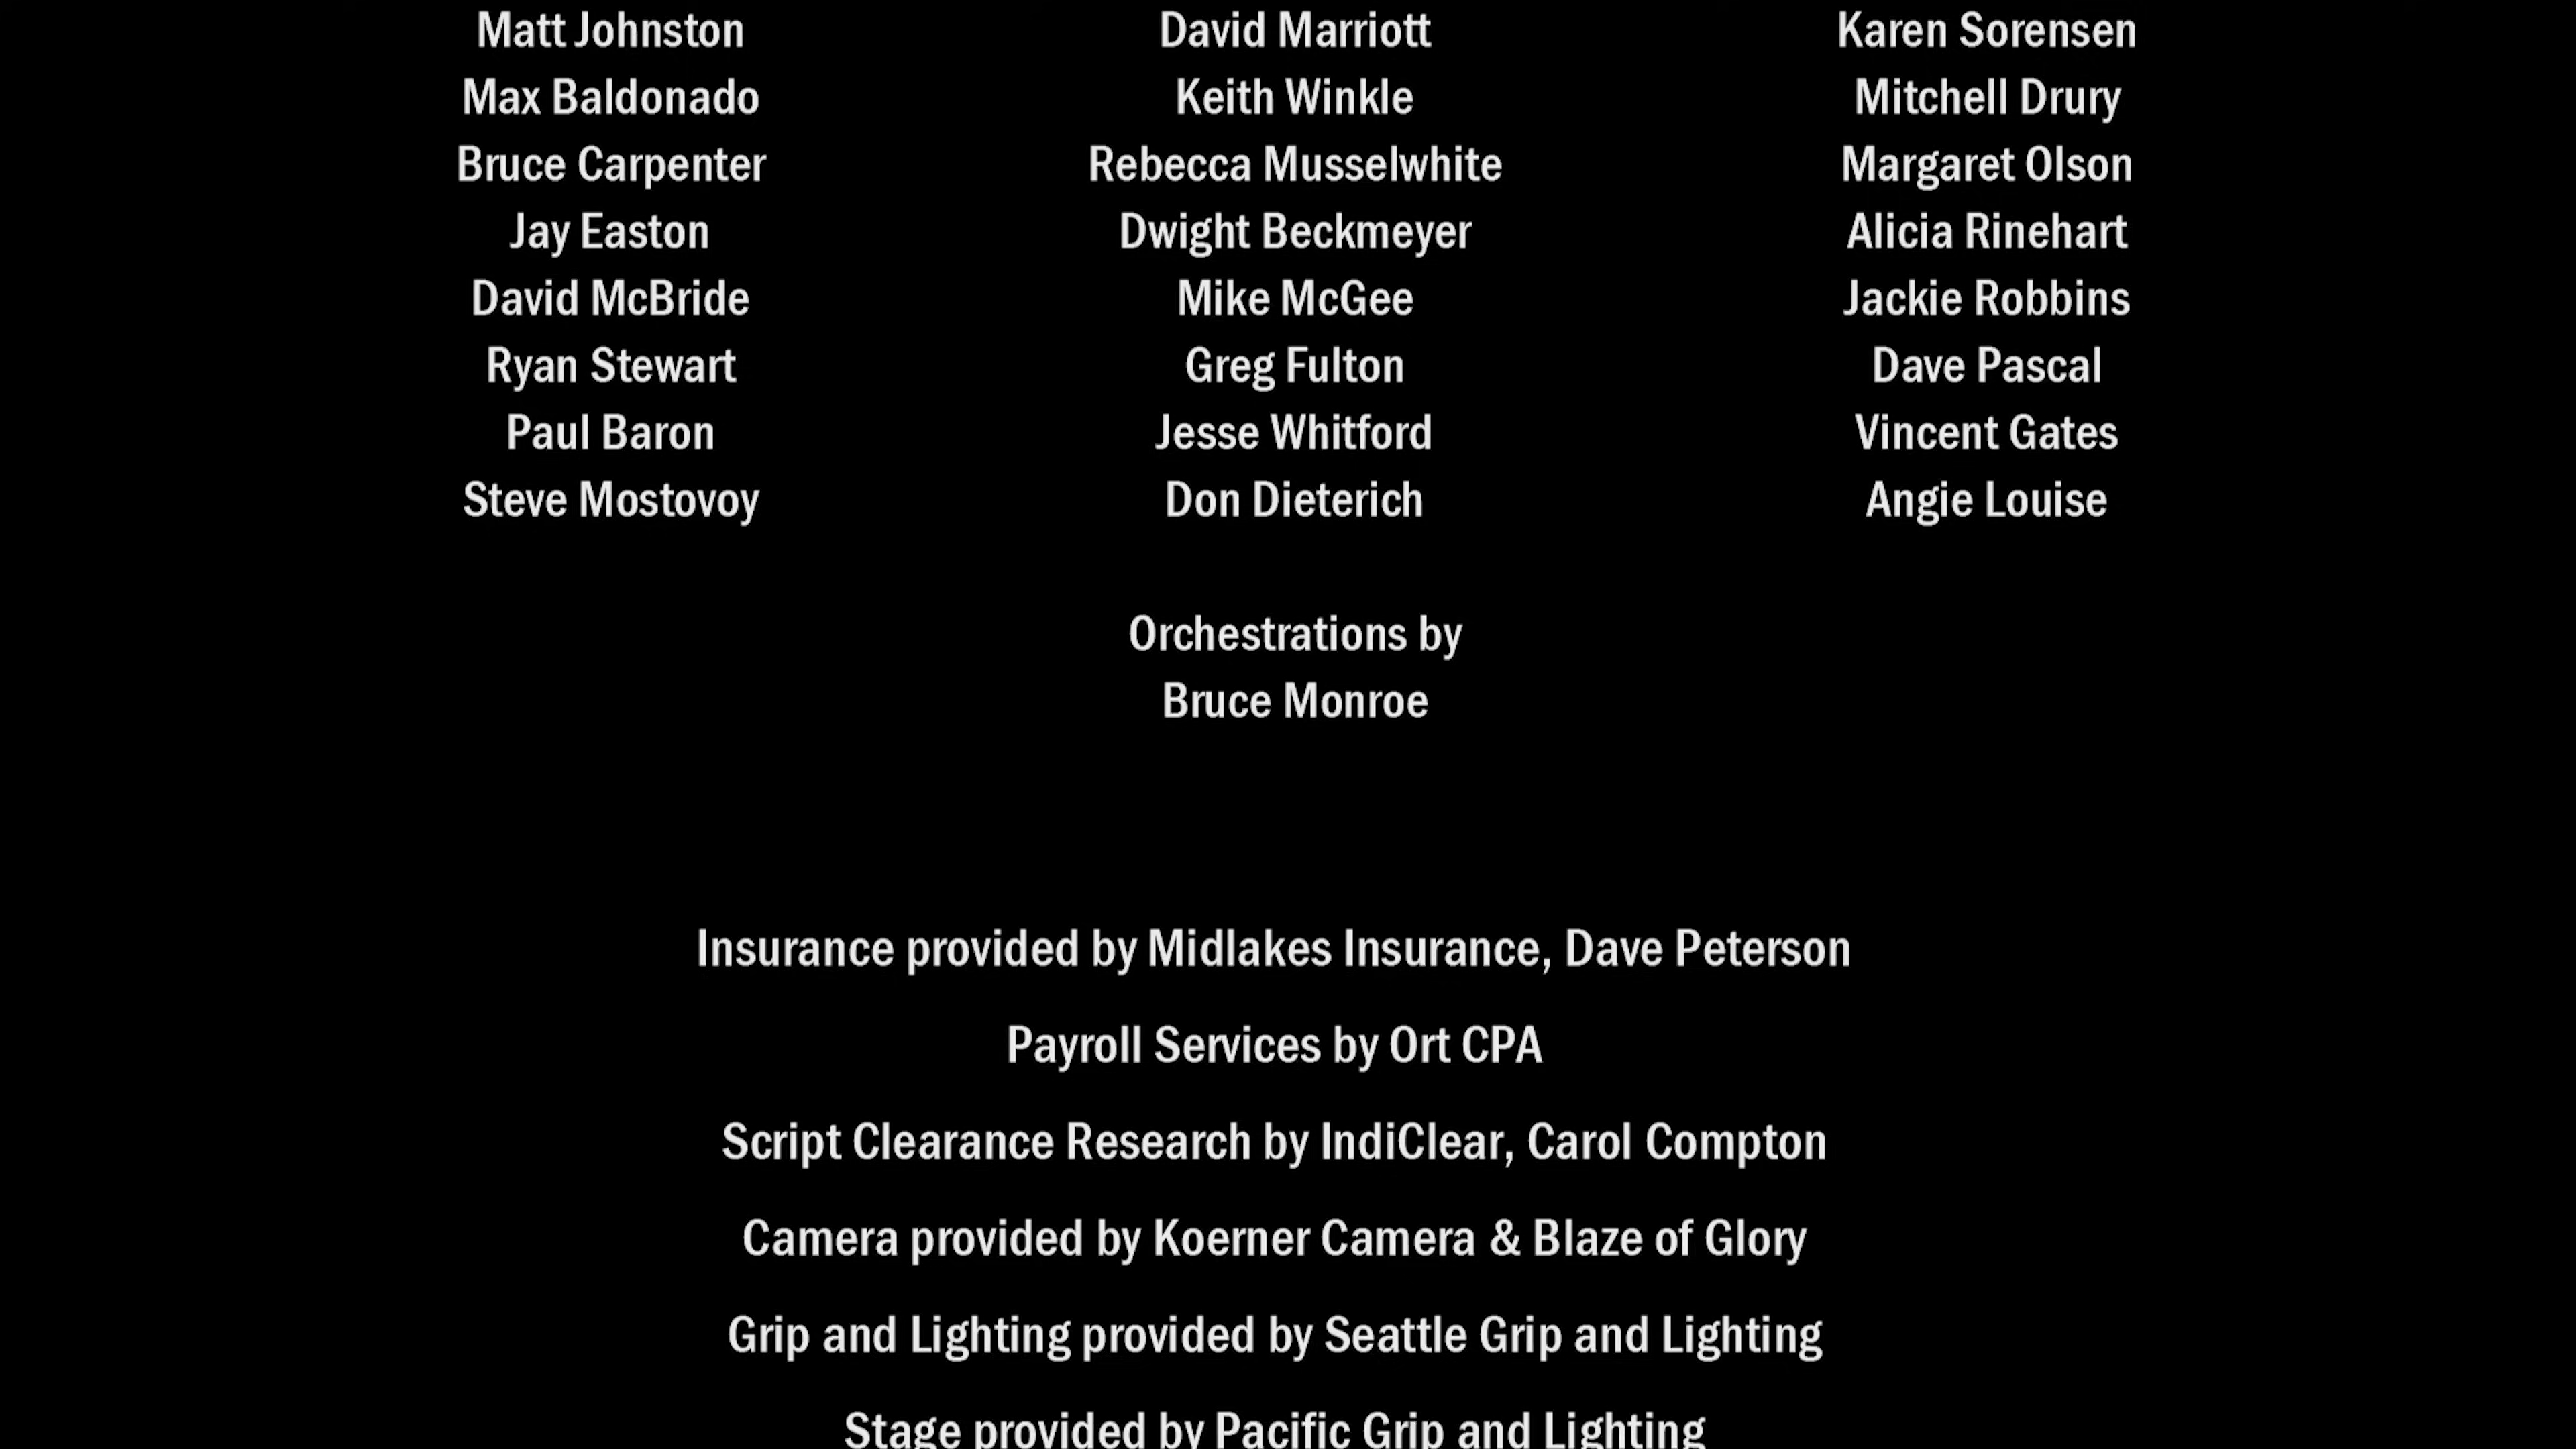 Matt Johnston David Marriott Karen Sorensen
Max Baldonado Keith Winkle Mitchell Drury
Bruce Carpenter Rebecca Musselwhite Margaret Olson
Jay Easton Dwight Beckmeyer Alicia Rinehart
David McBride Mike McGee Jackie Robbins
Ryan Stewart Greg Fulton Dave Pascal
Paul Baron Jesse Whitford Vincent Gates
Steve Mostovoy Don Dieterich Angie Louise
Orchestrations by
Bruce Monroe
Insurance provided by Midlakes Insurance, Dave Peterson
Payroll Services by Ort CPA
Script Clearance Research by IndiClear, Carol Compton
Camera provided by Koerner Camera & Blaze of Glory
Grip and Lighting provided by Seattle Grip and Lighting
Stage provided by Pacific Grip and Lighting